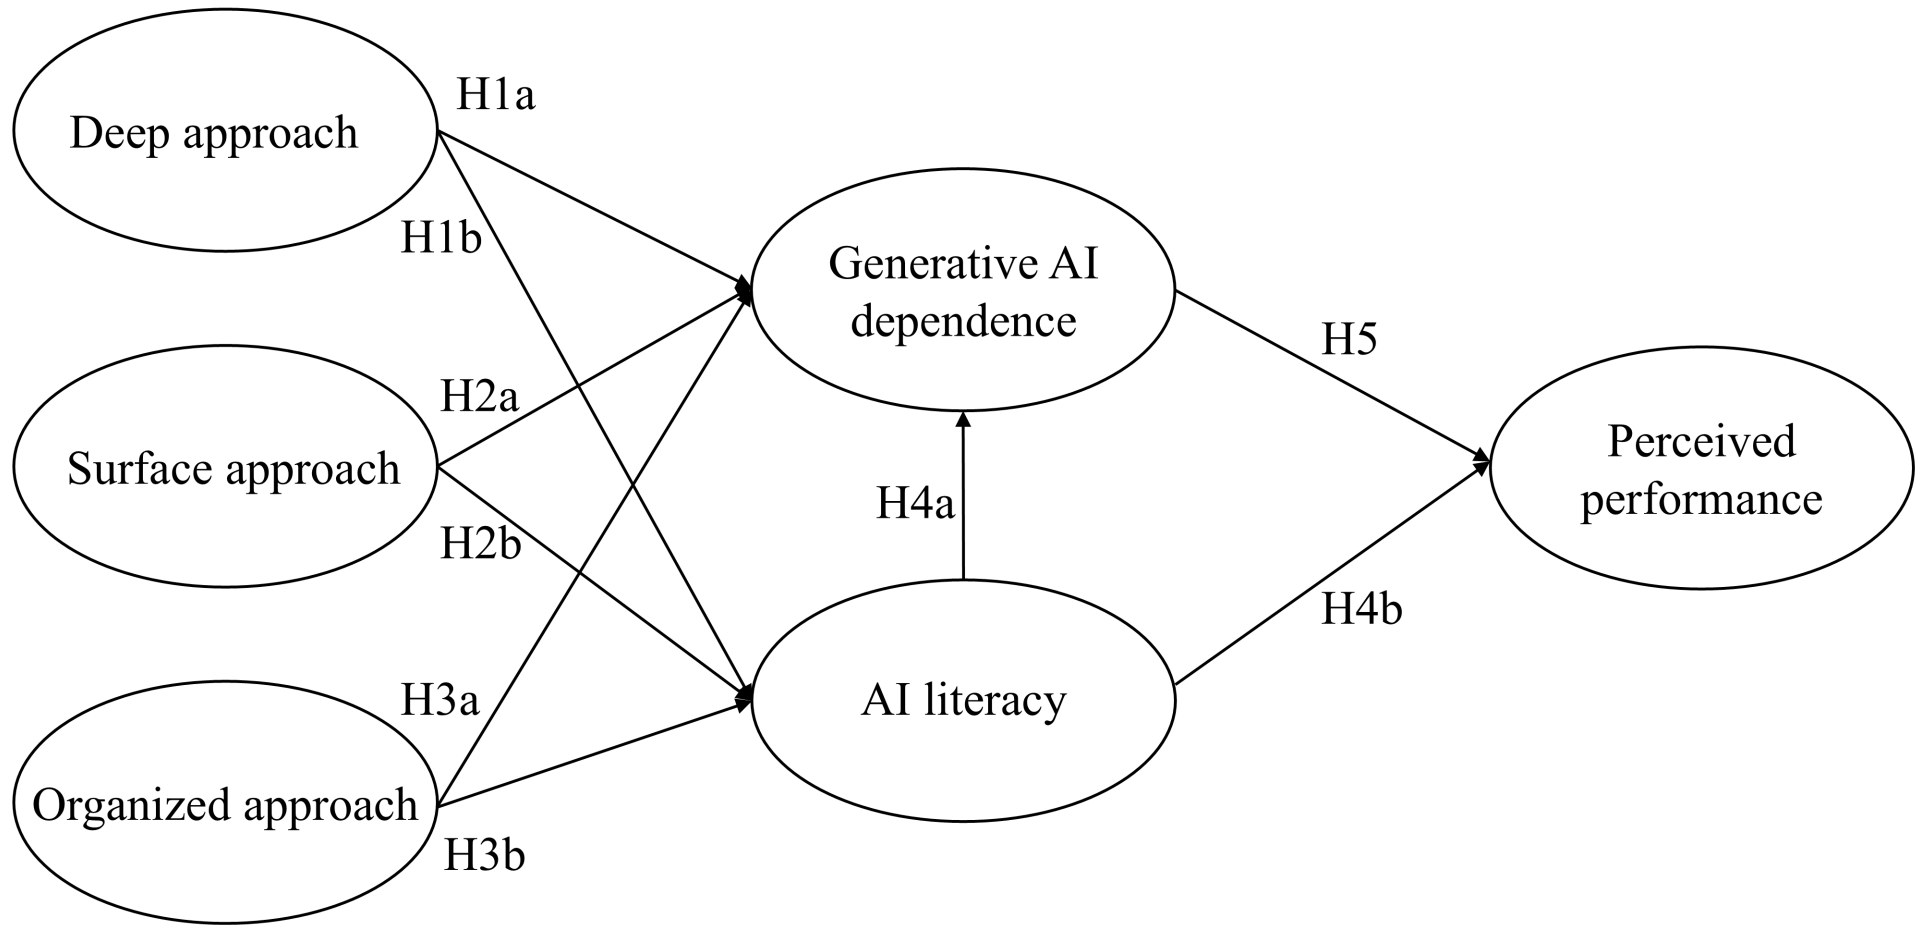 Deep approach
H1a
H1b
Surface approach
H2a
H2b
Organized approach
H3a
H3b
Generative AI
dependence
H4a
AI literacy
H5
H4b
Perceived
performance